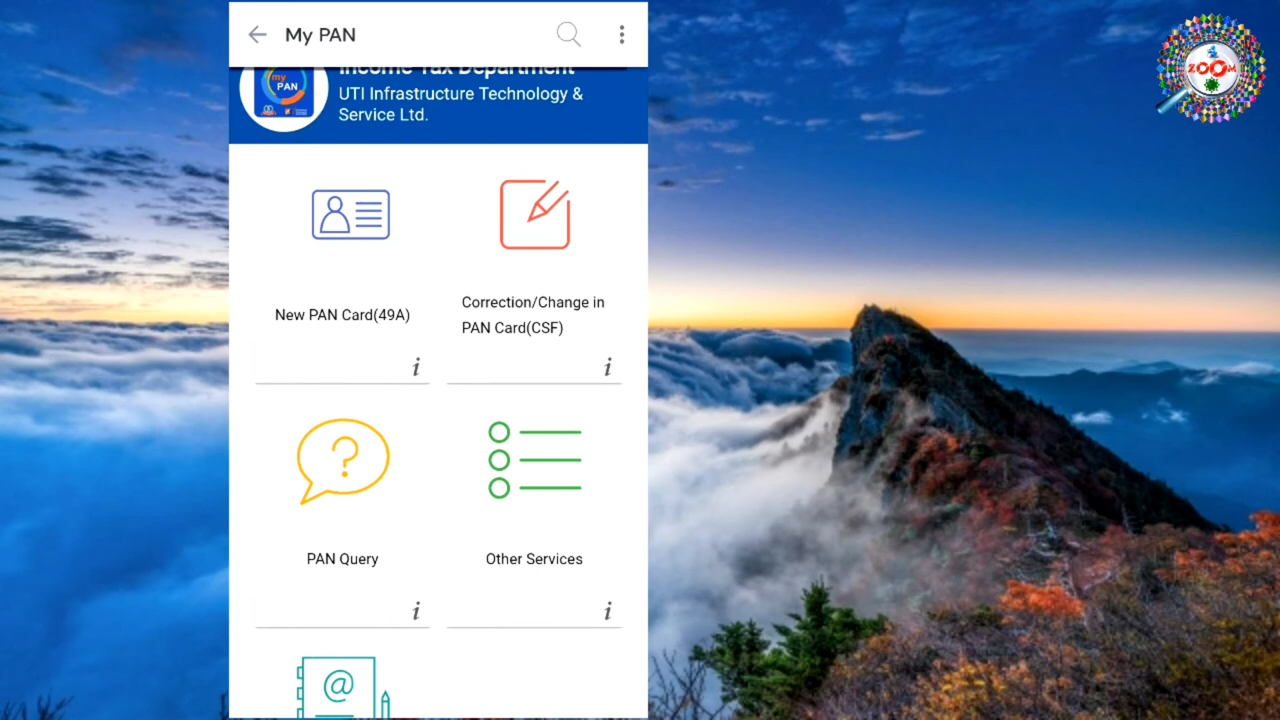 My PAN
Income Tax Department
my
PAN
UTI Infrastructure Technology &
Service Ltd.
ZOOM
New PAN Card(49A)
Correction/Change in
PAN Card(CSF)
i
i
?
PAN Query
Other Services
i
i
@